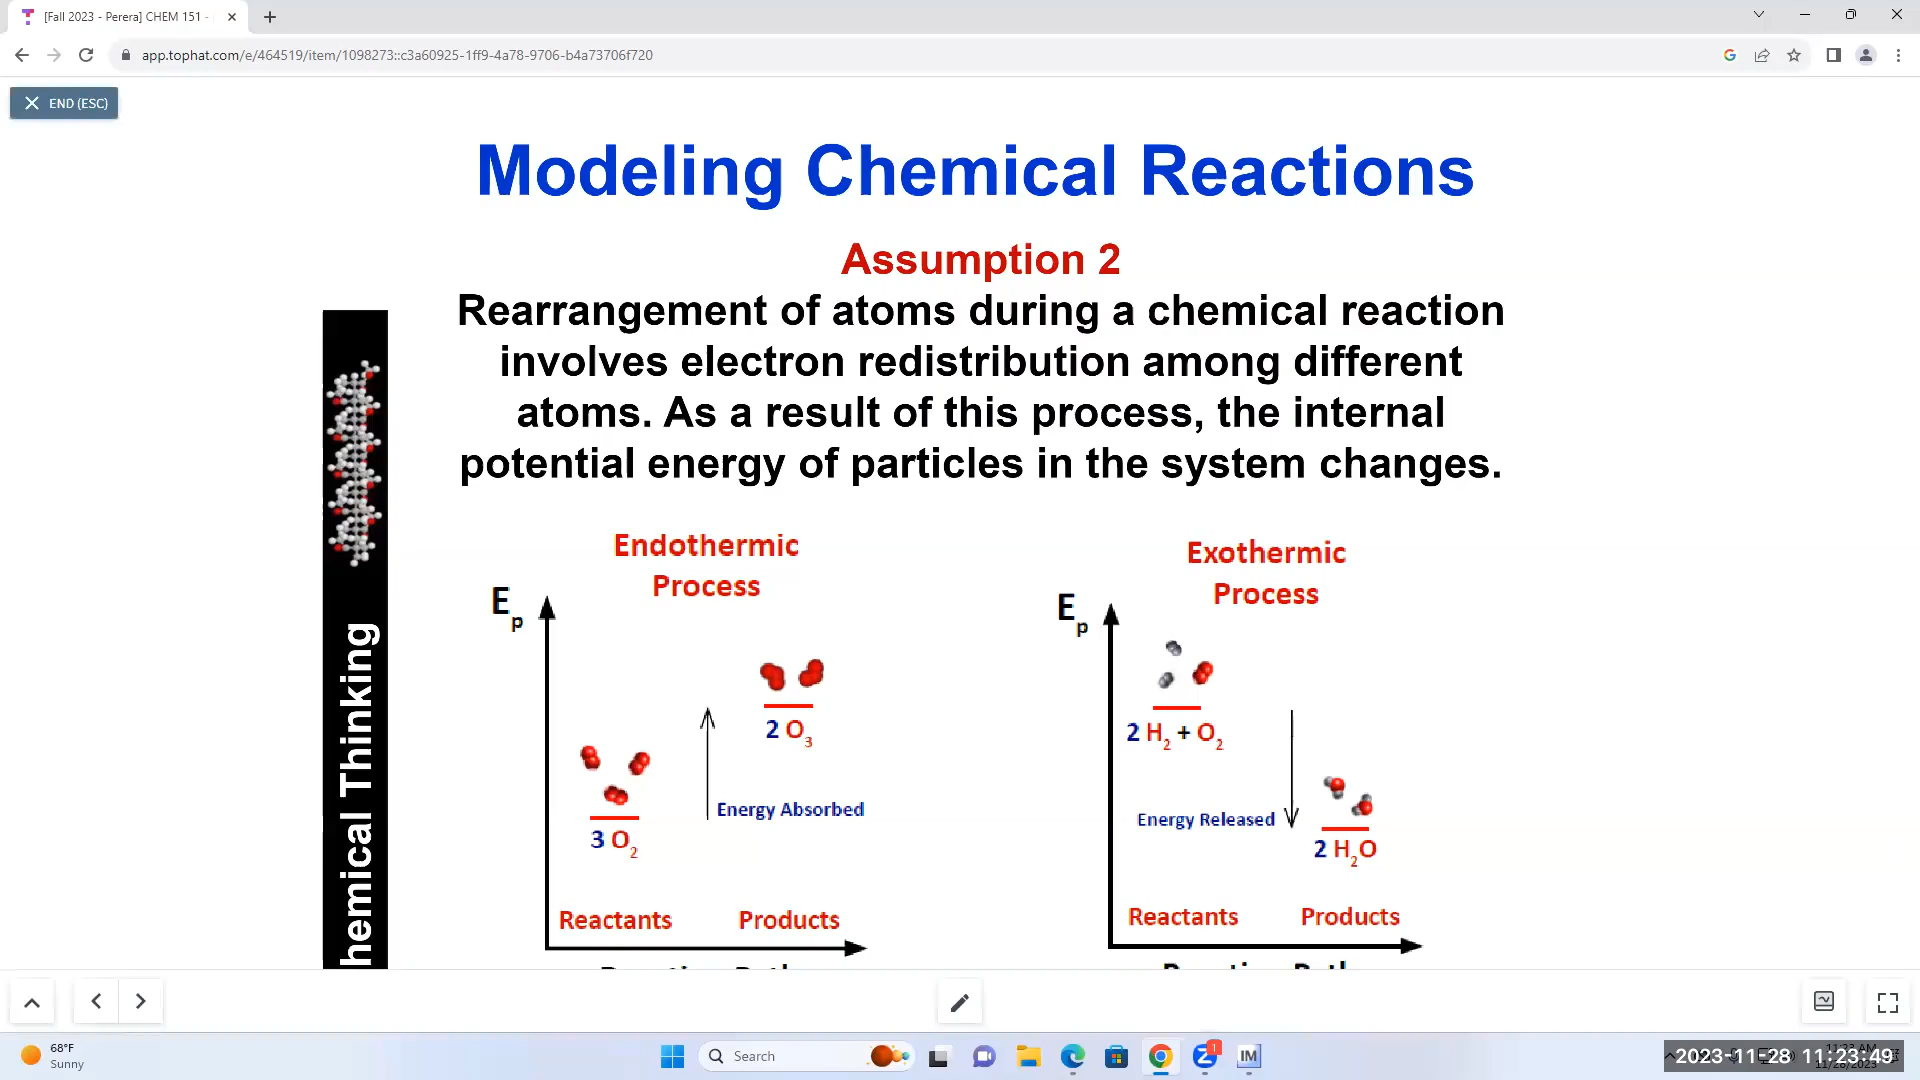 [Fall 2023 - Perera] CHEM 151 -
app.tophat.com/e/464519/item/1098273::c3a60925-1ff9-4a78-9706-b4a73706f720
END (ESC)
Modeling Chemical Reactions
Assumption 2
Rearrangement of atoms during a chemical reaction
involves electron redistribution among different
atoms. As a result of this process, the internal
potential energy of particles in the system changes.
hemical Thinking
Endothermic
Process
Ep
2 O3
Energy Absorbed
3 O2
Reactants Products
Exothermic
Process
Ep
2 H2 + O2
Energy Released
2 H2O
Reactants Products
68°F
Sunny
Search
1
IM
2023-11-28 11:23:49